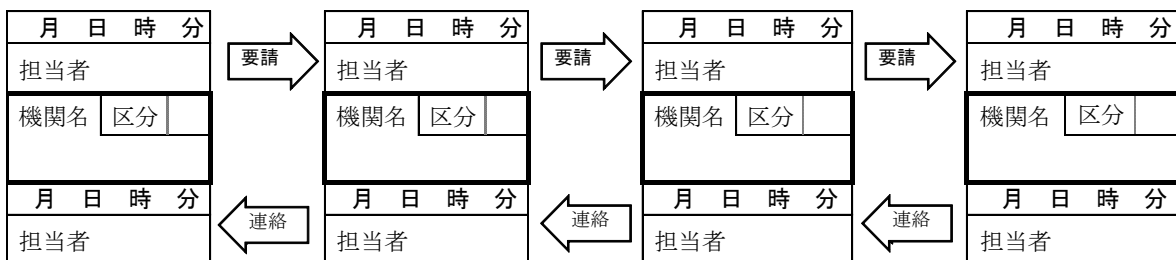 月 日 時 分
担当者
機関名 区分
月 日 時 分
担当者
要請
連絡
月 日 時 分
担当者
機関名 区分
月 日 時 分
担当者
要請
連絡
月 日 時 分
担当者
機関名 区分
月 日 時 分
担当者
要請
連絡
月 日 時 分
担当者
機関名 区分
月 日 時 分
担当者